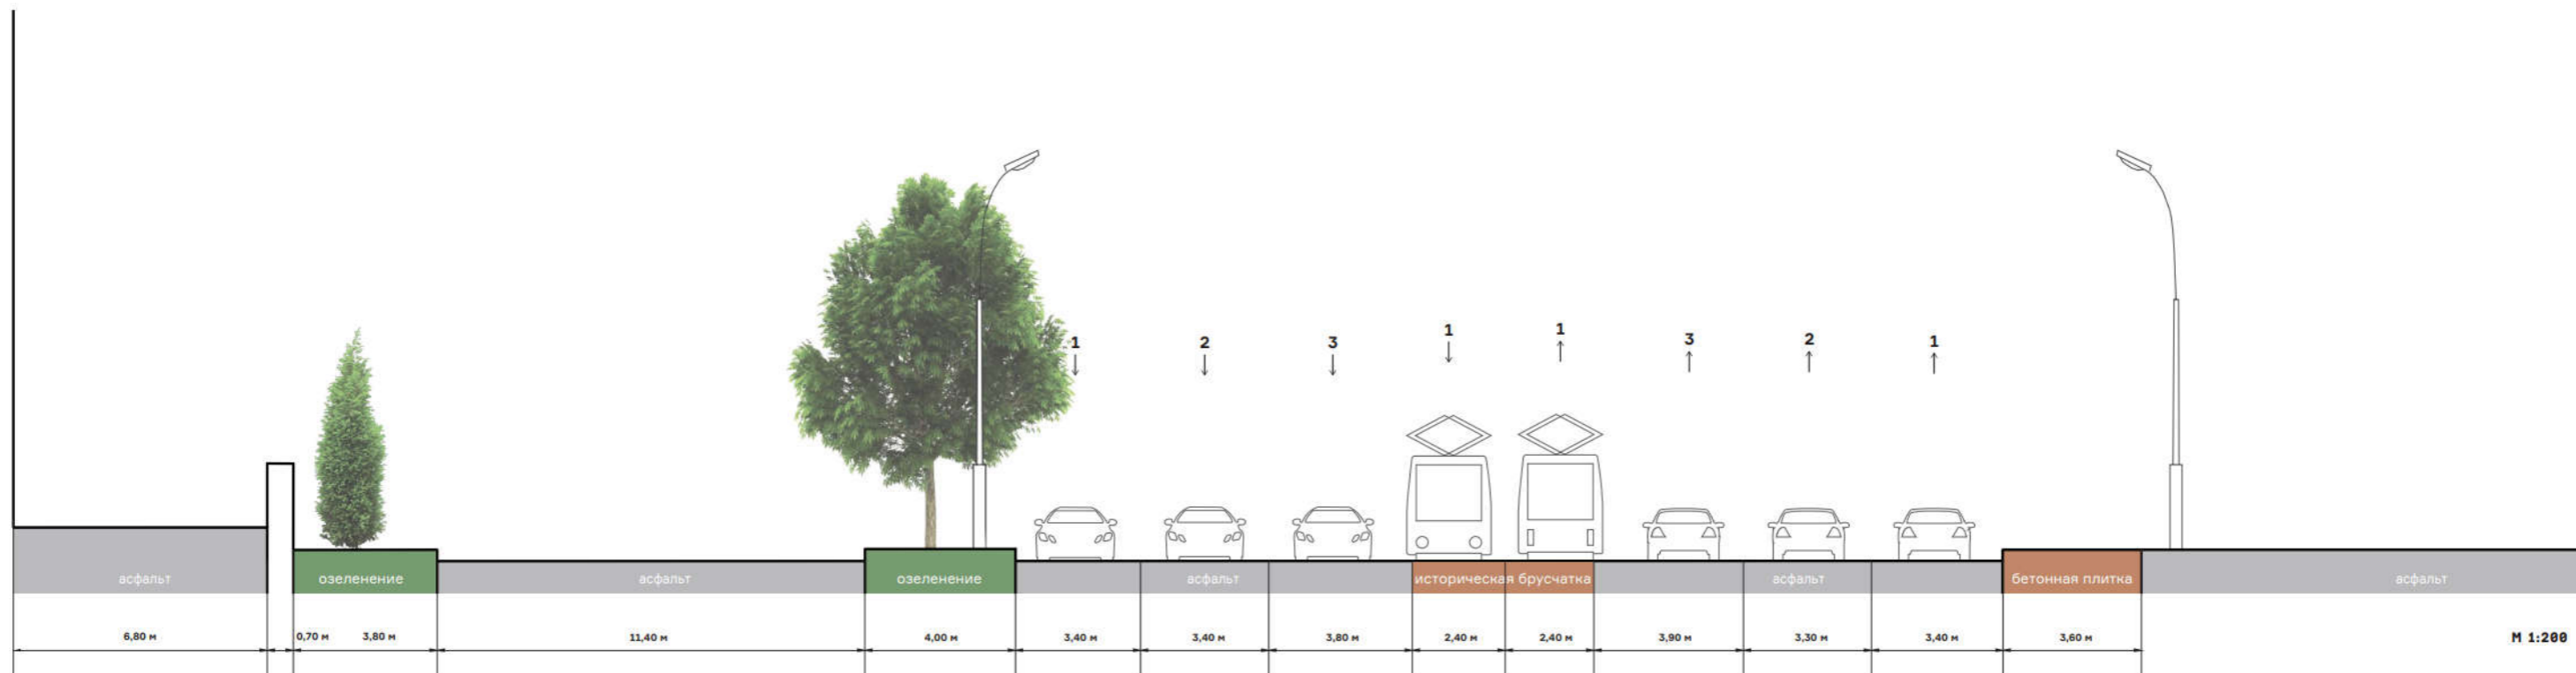 1 2 3 1 1 3 2 1
асфальт озеленение асфальт озеленение асфальт историческая брусчатка асфальт бетонная плитка асфальт
6,80 м 0,70 м 3,80 м 11,40 м 4,00 м 3,40 м 3,40 м 3,80 м 2,40 м 2,40 м 3,90 м 3,30 м 3,40 м 3,60 м М 1:200